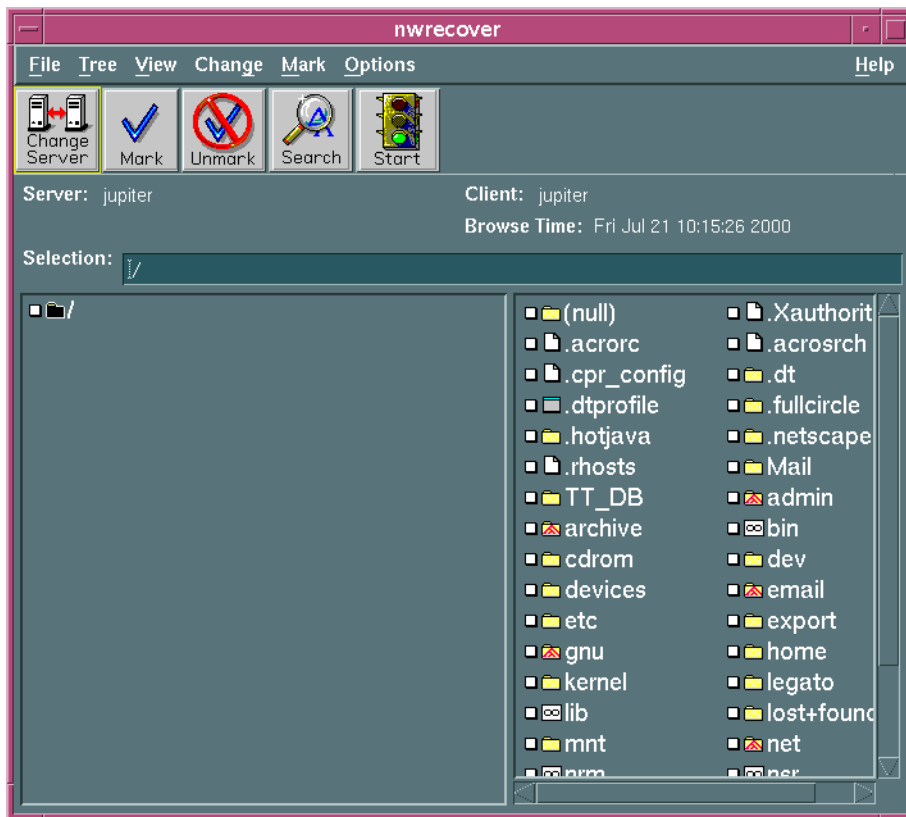 nwrecover
File Tree View Change Mark Options Help
Change Server Mark Unmark Search Start
Server: jupiter Client: jupiter
Browse Time: Fri Jul 21 10:15:26 2000
Selection: /
/
(null) .Xauthorit
.acrorc .acrosrch
.cpr_config .dt
.dtprofile .fullcircle
.hotjava .netscape
.rhosts Mail
TT_DB admin
archive bin
cdrom dev
devices email
etc export
gnu home
kernel legato
lib lost+found
mnt net
nrm nsr